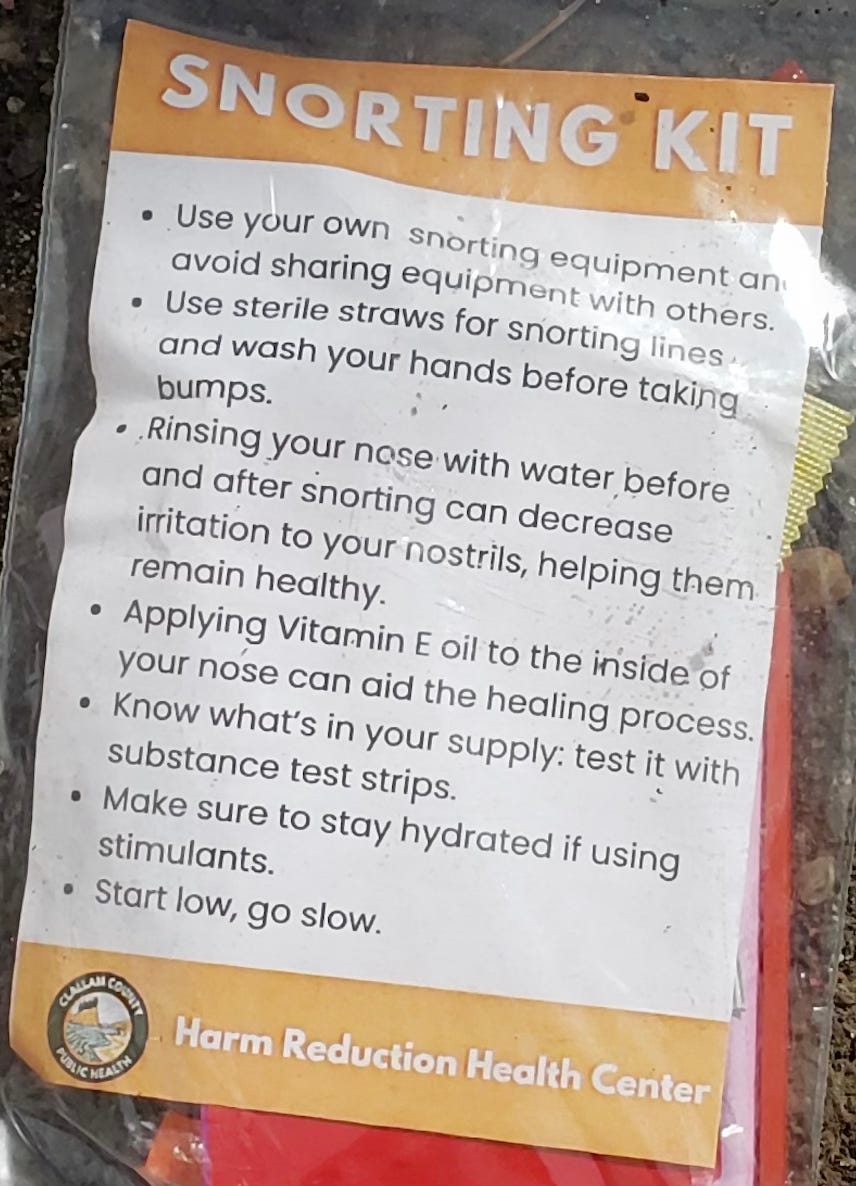 SNORTING KIT
• Use your own snorting equipment an
avoid sharing equipment with others.
• Use sterile straws for snorting lines
and wash your hands before taking
bumps.
• Rinsing your nose with water before
and after snorting can decrease
irritation to your nostrils, helping them
remain healthy.
• Applying Vitamin E oil to the inside of
your nose can aid the healing process.
• Know what's in your supply: test it with
substance test strips.
• Make sure to stay hydrated if using
stimulants.
• Start low, go slow.
CLALLAM COUNTY
PUBLIC HEALTH
Harm Reduction Health Center